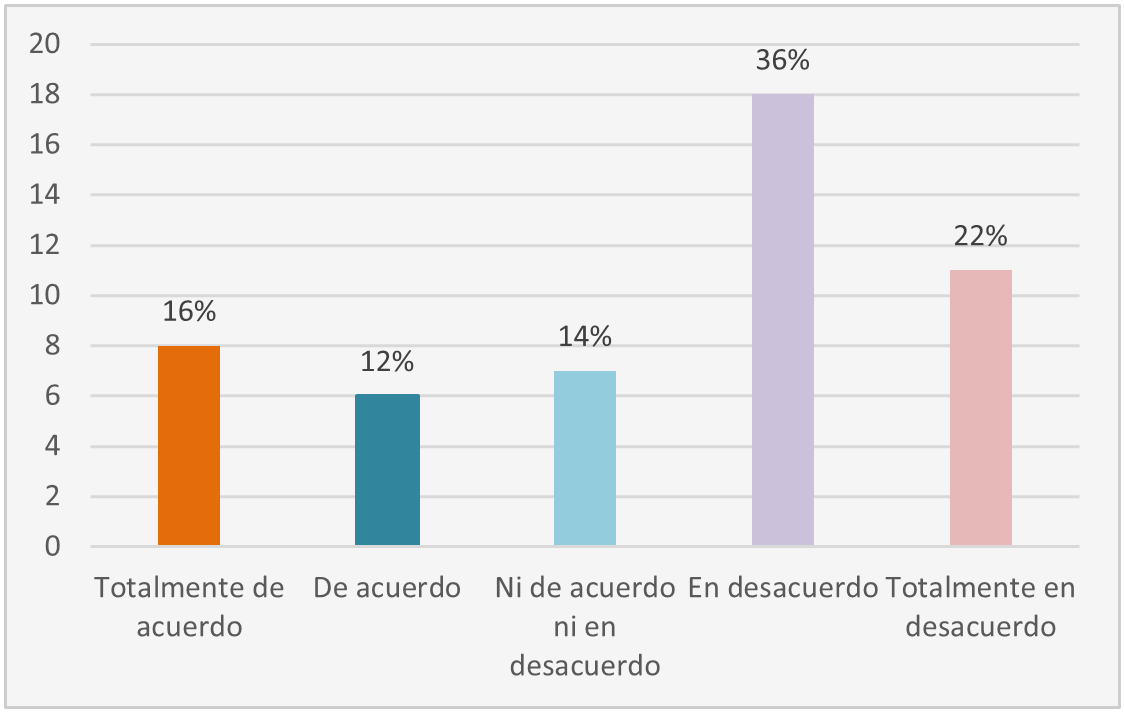 20
18
16
14
12
10
8
6
4
2
0
16%
12%
14%
36%
22%
Totalmente de
acuerdo
De acuerdo
Ni de acuerdo
ni en
desacuerdo
En desacuerdo
Totalmente en
desacuerdo